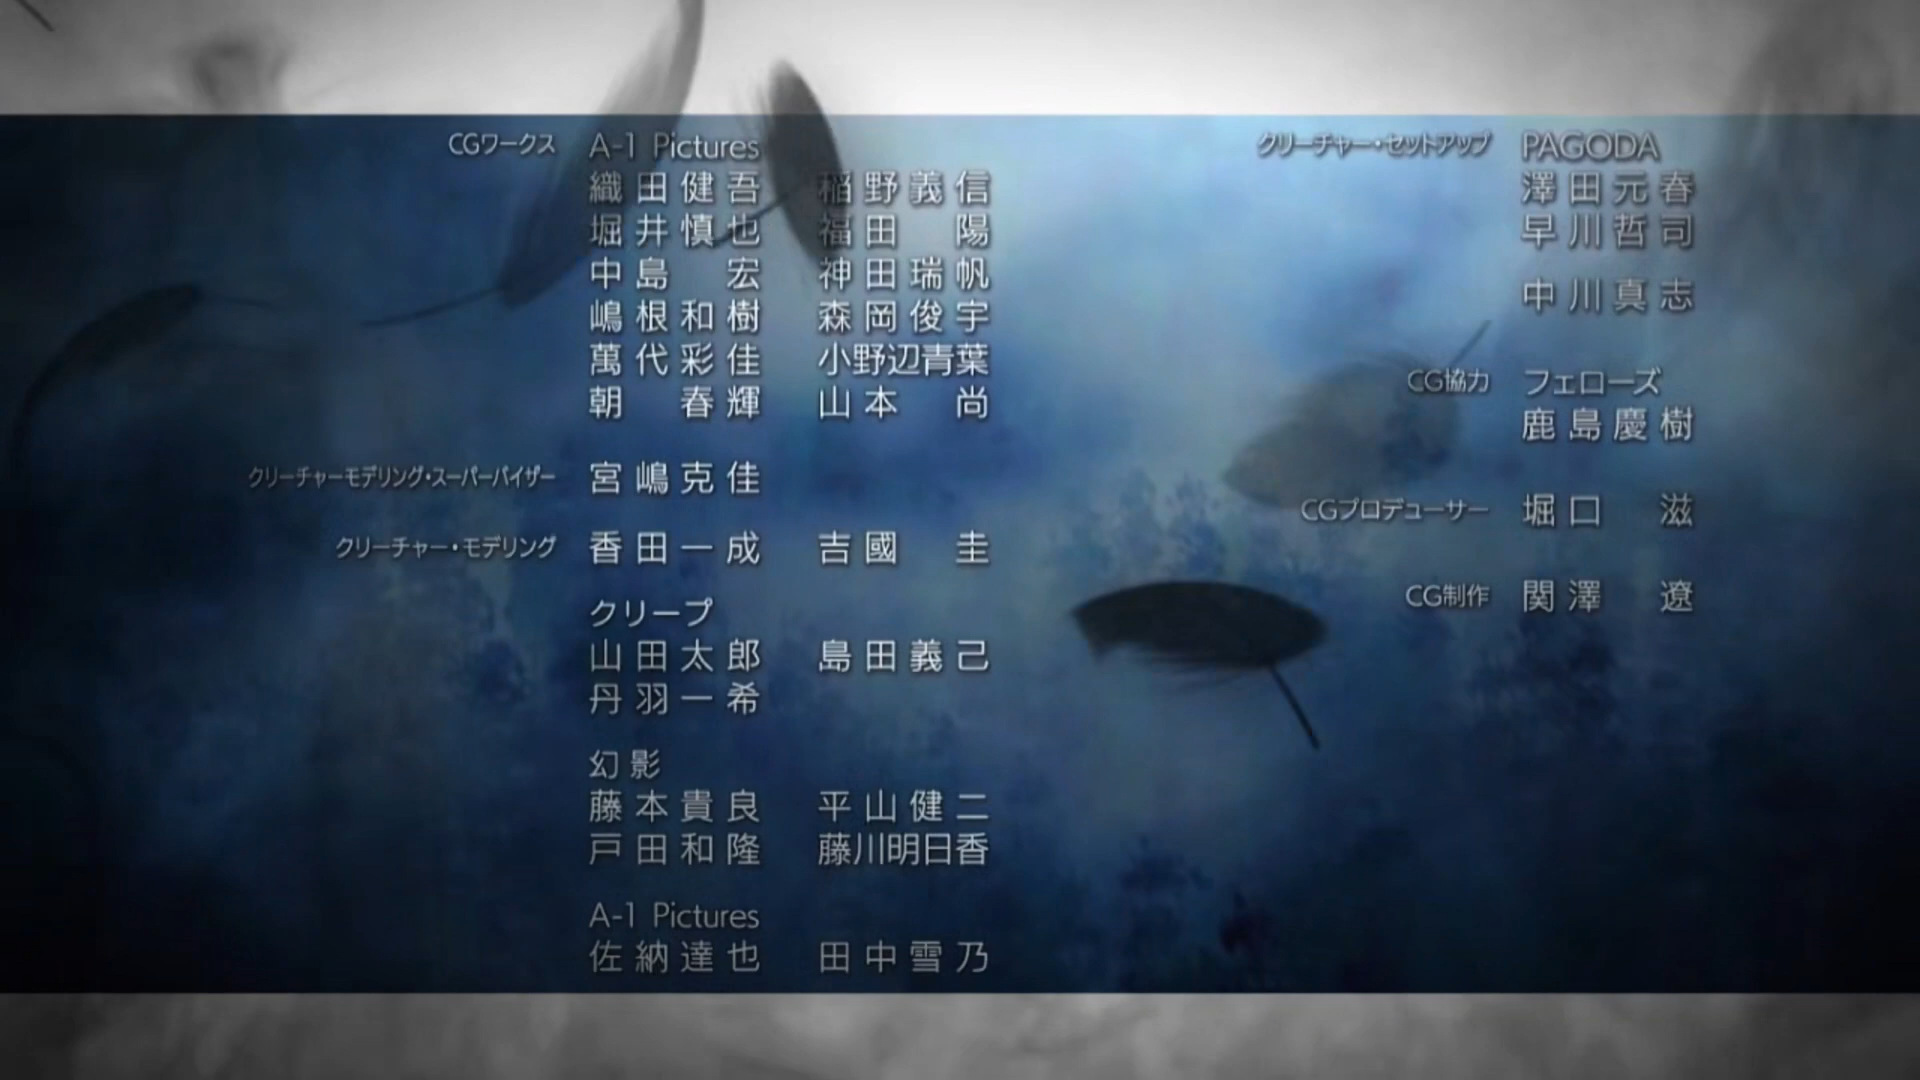 CGワークス A-1 Pictures
織田健吾 稲野義信
堀井慎也 福田 陽
中島 宏 神田瑞帆
嶋根和樹 森岡俊宇
萬代彩佳 小野辺青葉
朝 春輝 山本 尚
クリーチャーモデリング・スーパーバイザー 宮嶋克佳
クリーチャー・モデリング 香田一成 吉國 圭
クリープ
山田太郎 島田義己
丹羽一希
幻影
藤本貴良 平山健二
戸田和隆 藤川明日香
A-1 Pictures
佐納達也 田中雪乃
クリーチャー・セットアップ PAGODA
澤田元春
早川哲司
中川真志
CG協力 フェローズ
鹿島慶樹
CGプロデューサー 堀口 滋
CG制作 関澤 遼